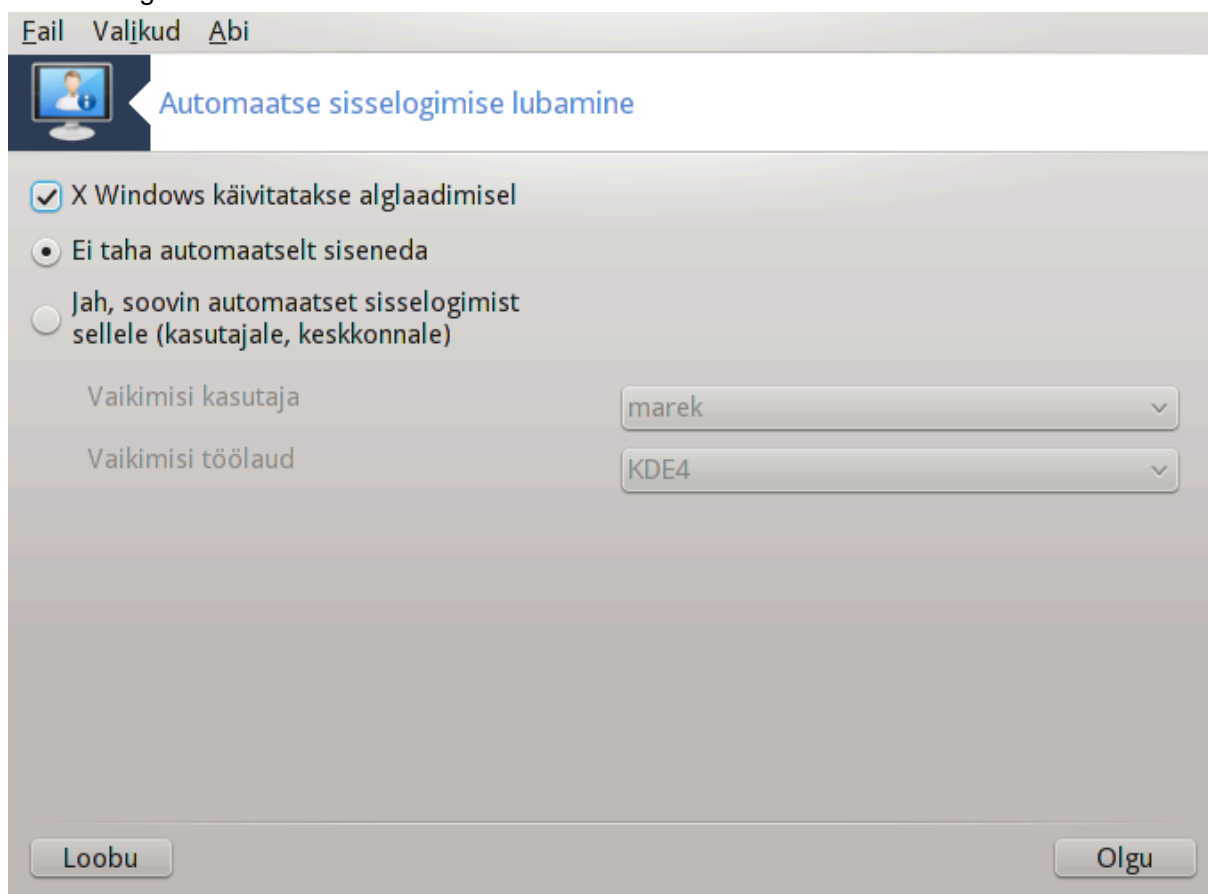 Fail Valikud Abi
Automaatse sisselogimise lubamine
X Windows käivitatakse alglaadimisel
Ei taha automaatselt siseneda
Jah, soovin automaatset sisselogimist
sellele (kasutajale, keskkonnale)
Vaikimisi kasutaja
marek
Vaikimisi töölaud
KDE4
Loobu
Olgu